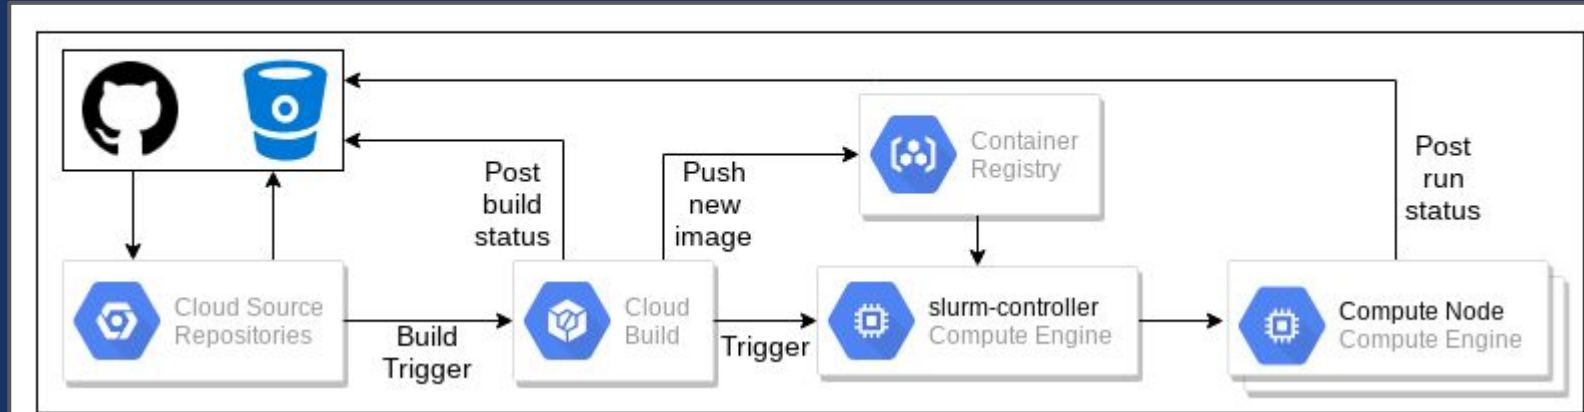 Container
Registry
Post
run
status
Post
build
status
Push
new
image
Cloud Source
Repositories
Build
Trigger
Cloud
Build
Trigger
slurm-controller
Compute Engine
Compute Node
Compute Engine